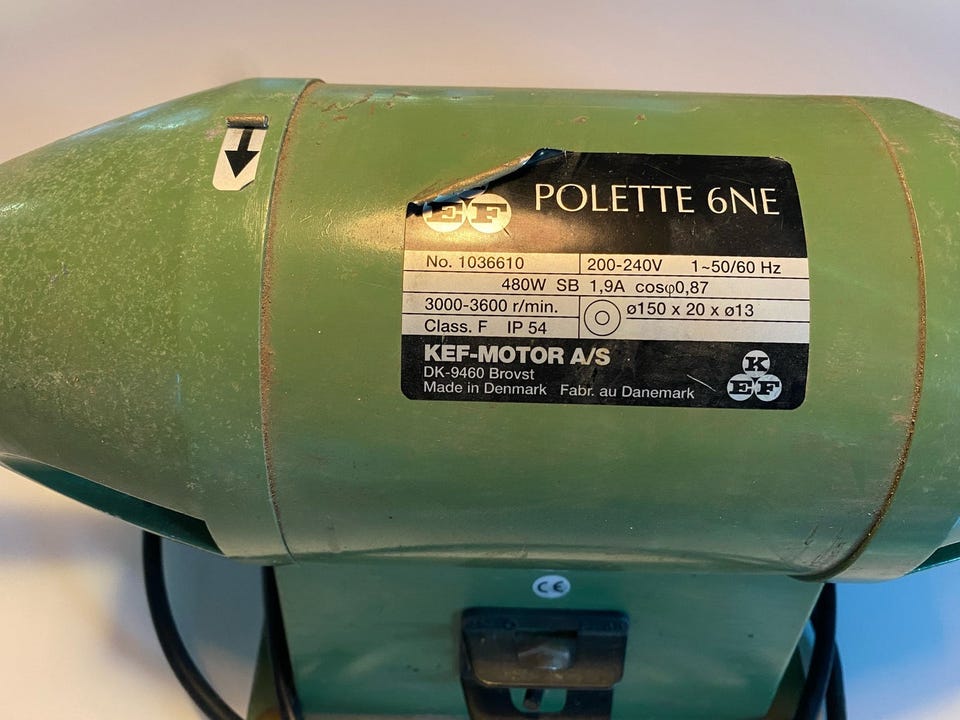 EF POLETTE 6NE
No. 1036610 200-240V 1~50/60 Hz
480W SB 1,9A cosφ0,87
3000-3600 r/min. ø150 x 20 x ø13
Class. F IP 54
KEF-MOTOR A/S
DK-9460 Brovst
Made in Denmark Fabr. au Danemark
K
EF
CE